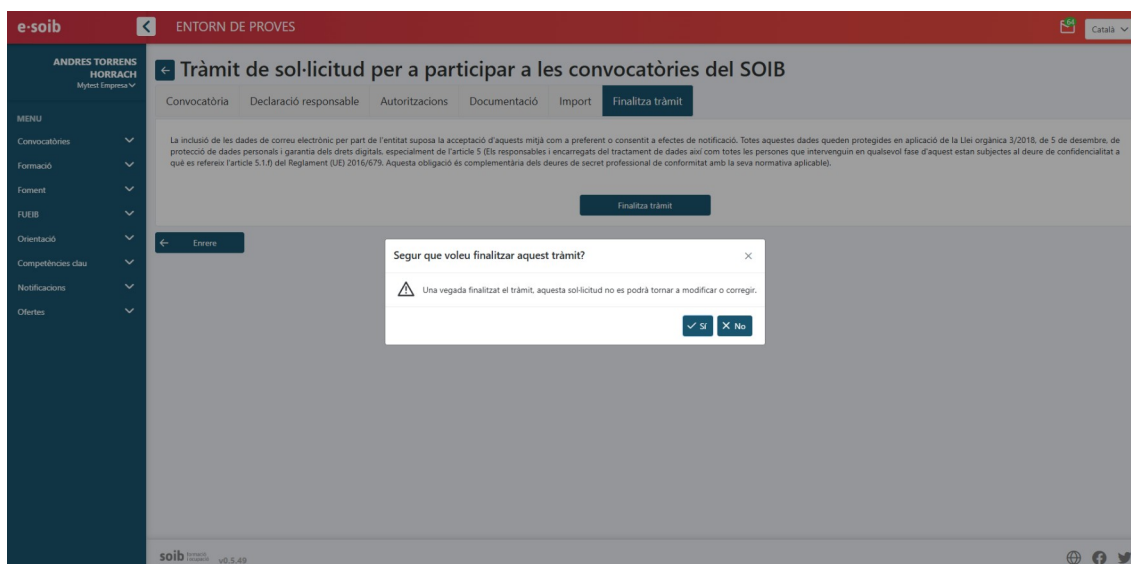 e·soib
ENTORN DE PROVES
64
Català
ANDRES TORRENS
HORRACH
Mytest Empresa
MENU
Convocatòries
Formació
Foment
FUEIB
Orientació
Competències clau
Notificacions
Ofertes
Tràmit de sol·licitud per a participar a les convocatòries del SOIB
Convocatòria Declaració responsable Autoritzacions Documentació Import Finalitza tràmit
La inclusió de les dades de correu electrònic per part de l'entitat suposa la acceptació d'aquests mitjà com a preferent o consentit a efectes de notificació. Totes aquestes dades queden protegides en aplicació de la Llei orgànica 3/2018, de 5 de desembre, de
protecció de dades personals i garantia dels drets digitals, especialment de l'article 5 (Els responsables i encarregats del tractament de dades així com totes les persones que intervenguin en qualsevol fase d'aquest estan subjectes al deure de confidencialitat a
què es refereix l'article 5.1.f) del Reglament (UE) 2016/679. Aquesta obligació és complementària dels deures de secret professional de conformitat amb la seva normativa aplicable).
Finalitza tràmit
Enrere
Segur que voleu finalitzar aquest tràmit?
Una vegada finalitzat el tràmit, aquesta sol·licitud no es podrà tornar a modificar o corregir.
Sí No
soib v0.5.49